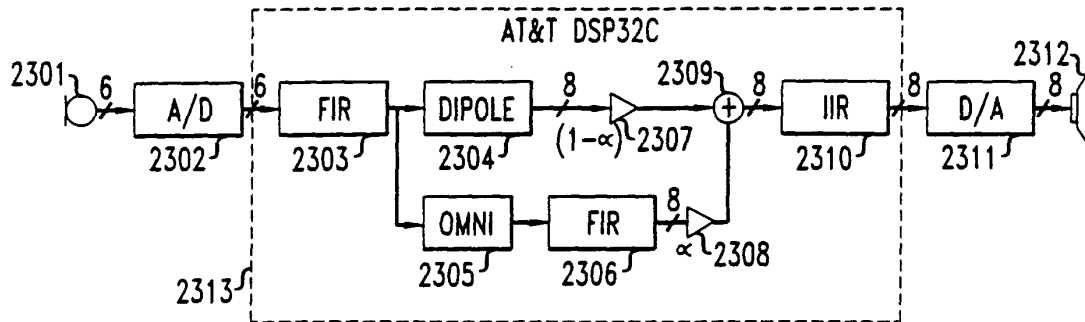 AT&T DSP32C
2301
6
A/D
2302
6
FIR
2303
DIPOLE
2304
8
(1-α)
2307
2309
+
8
IIR
2310
8
D/A
2311
8
2312
OMNI
2305
FIR
2306
8
α
2308
2313